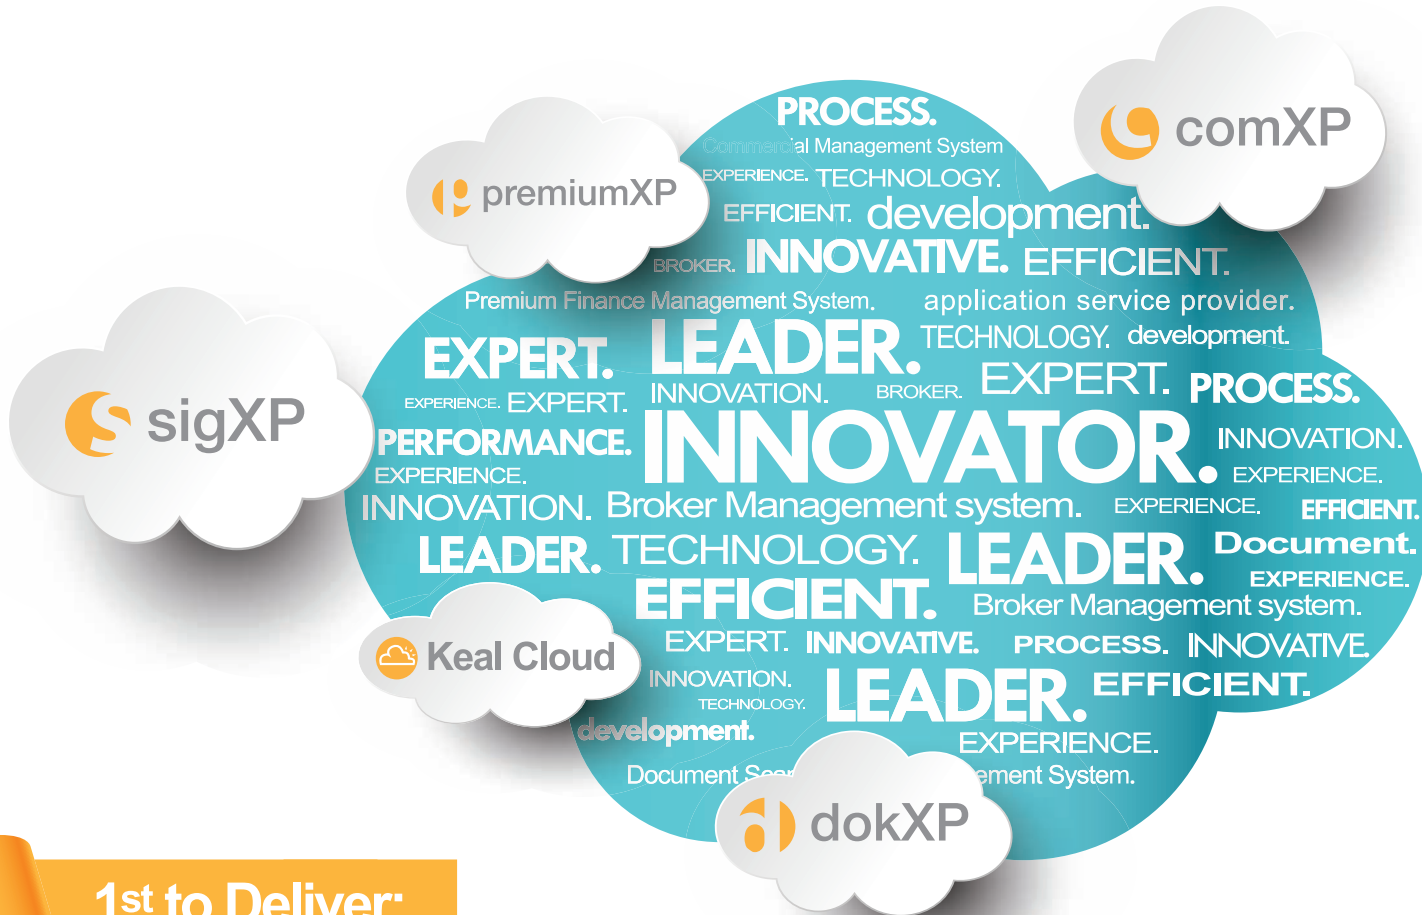 PROCESS.
comXP
Commercial Management System
premiumXP
EXPERIENCE. TECHNOLOGY.
EFFICIENT. development.
BROKER. INNOVATIVE. EFFICIENT.
Premium Finance Management System. application service provider.
EXPERT. LEADER. TECHNOLOGY. development.
INNOVATION. BROKER. EXPERT. PROCESS.
EXPERIENCE. EXPERT.
sigXP
PERFORMANCE. INNOVATOR. INNOVATION.
EXPERIENCE. EXPERIENCE.
INNOVATION. Broker Management system. EXPERIENCE. EFFICIENT.
LEADER. TECHNOLOGY. LEADER. Document.
EXPERIENCE.
EFFICIENT. Broker Management system.
Keal Cloud
EXPERT. INNOVATIVE. PROCESS. INNOVATIVE.
INNOVATION. LEADER. EFFICIENT.
TECHNOLOGY.
development. EXPERIENCE.
Document System.
dokXP
1st to Deliver: